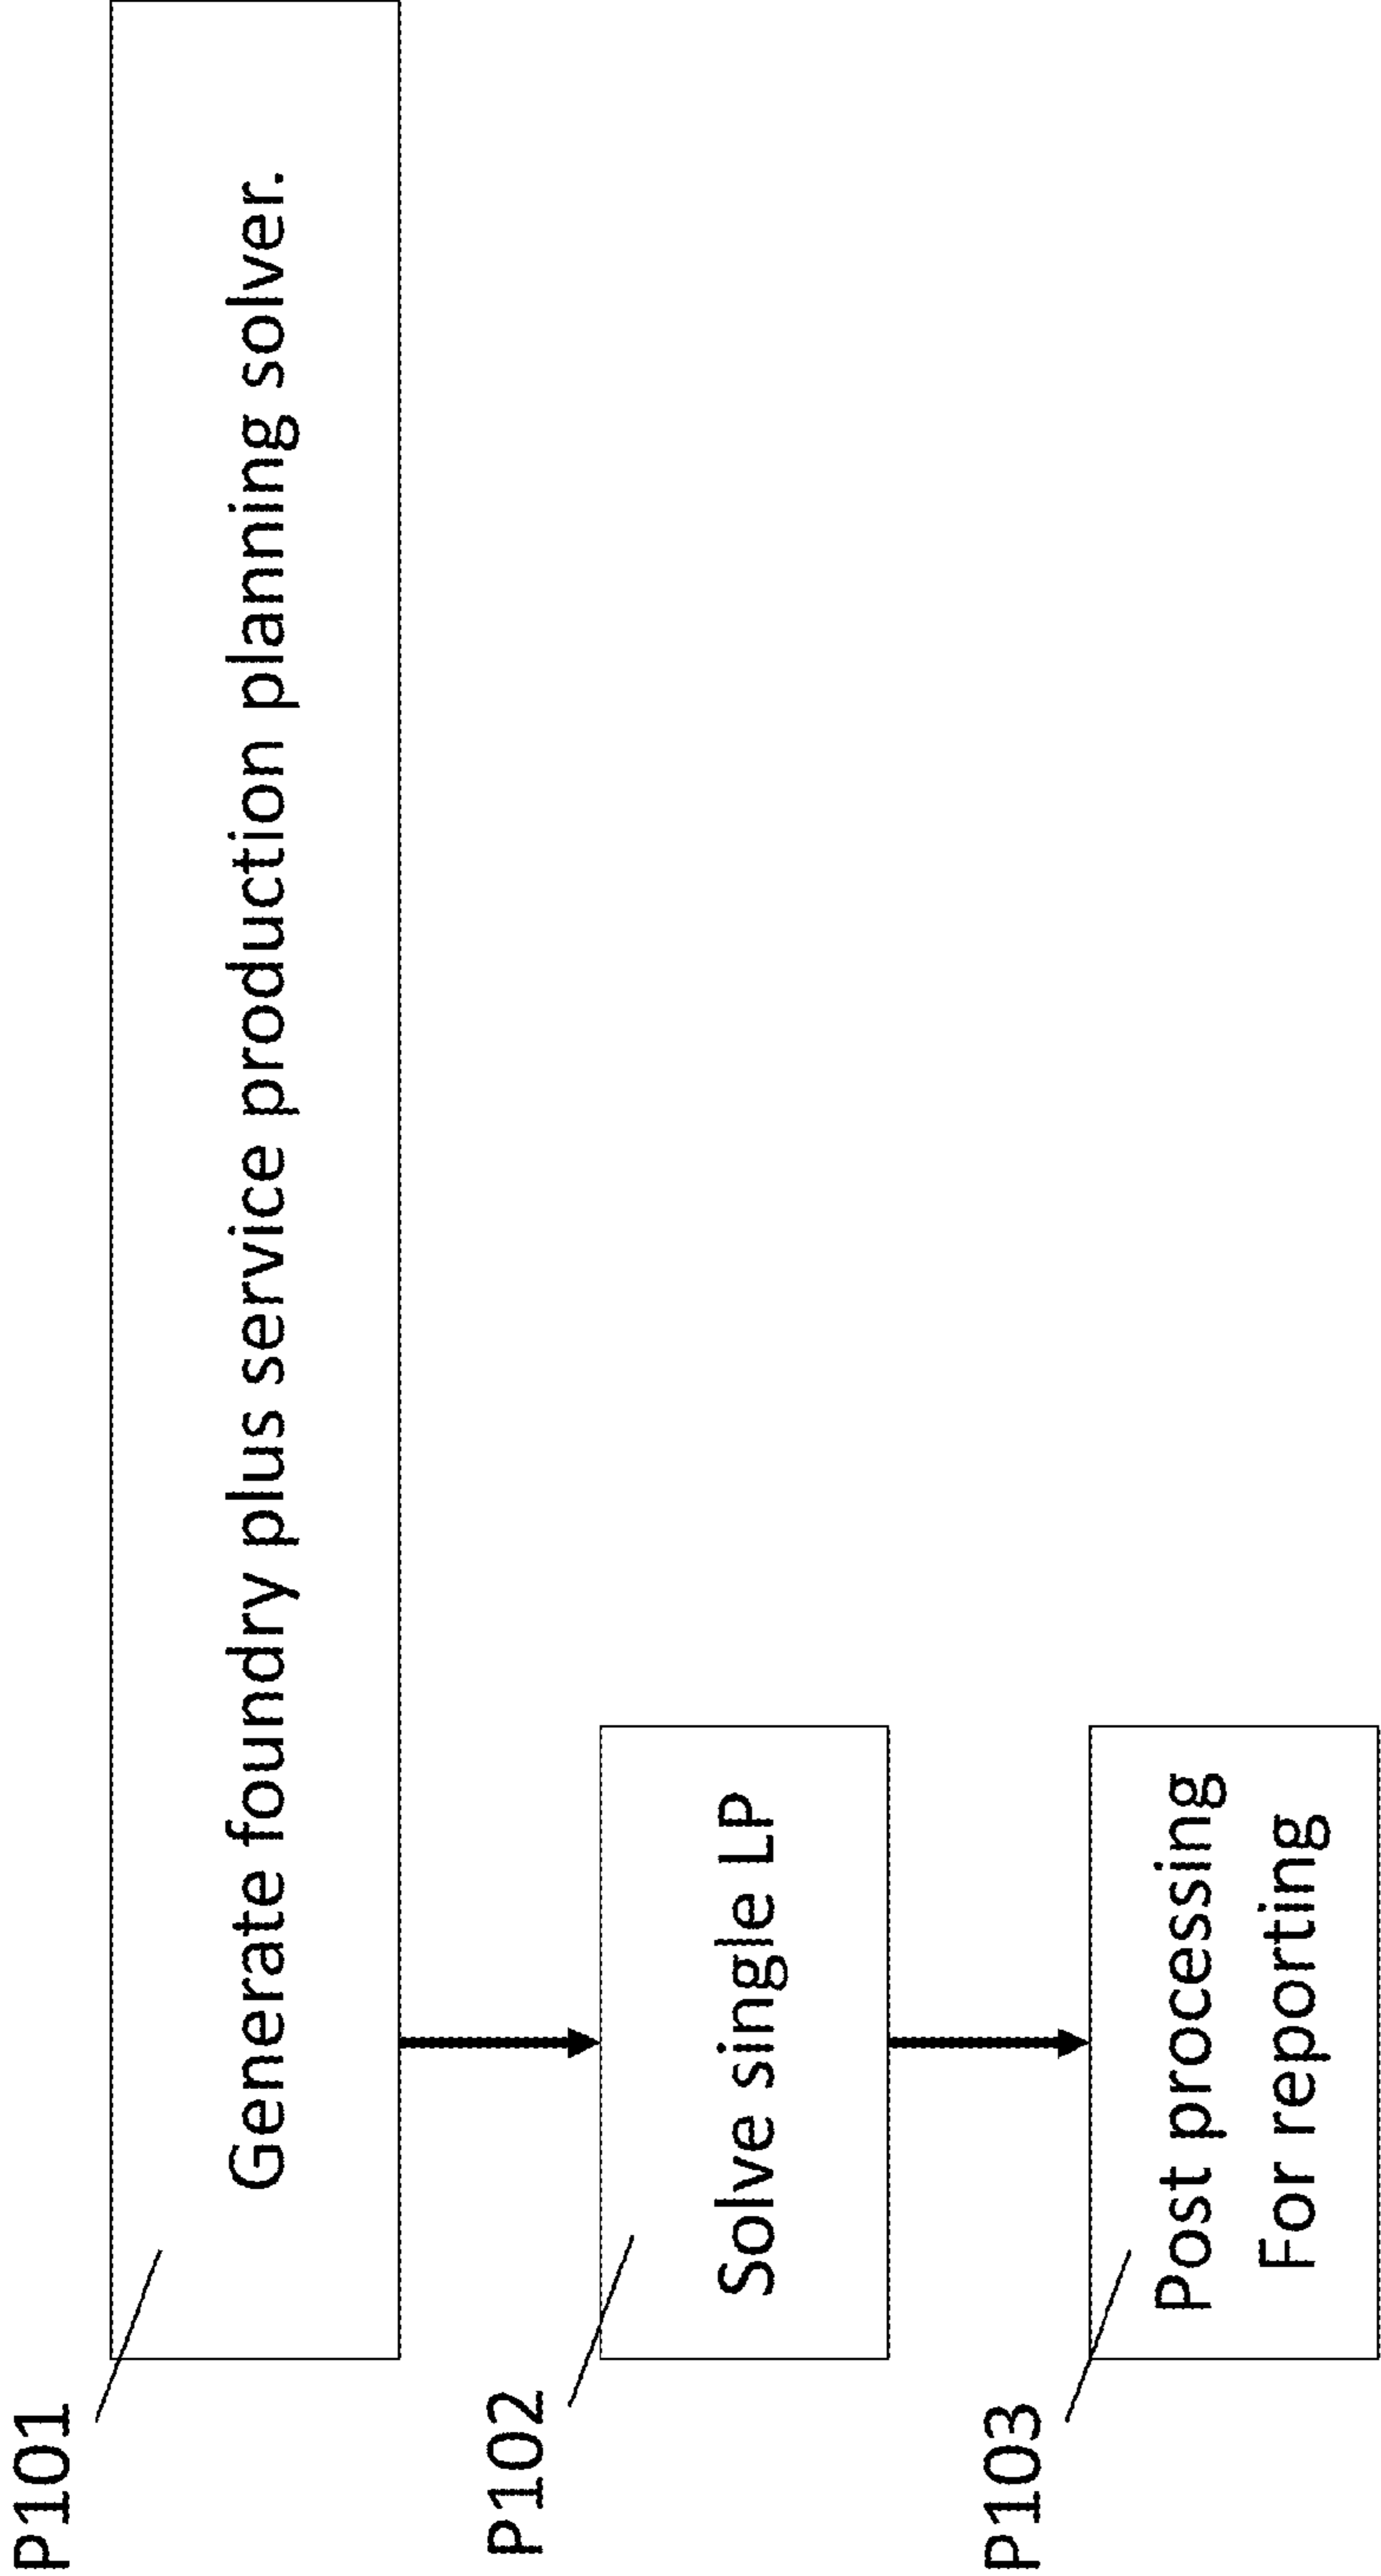 P101
Generate foundry plus service production planning solver.
P102
Solve single LP
P103
Post processing
For reporting